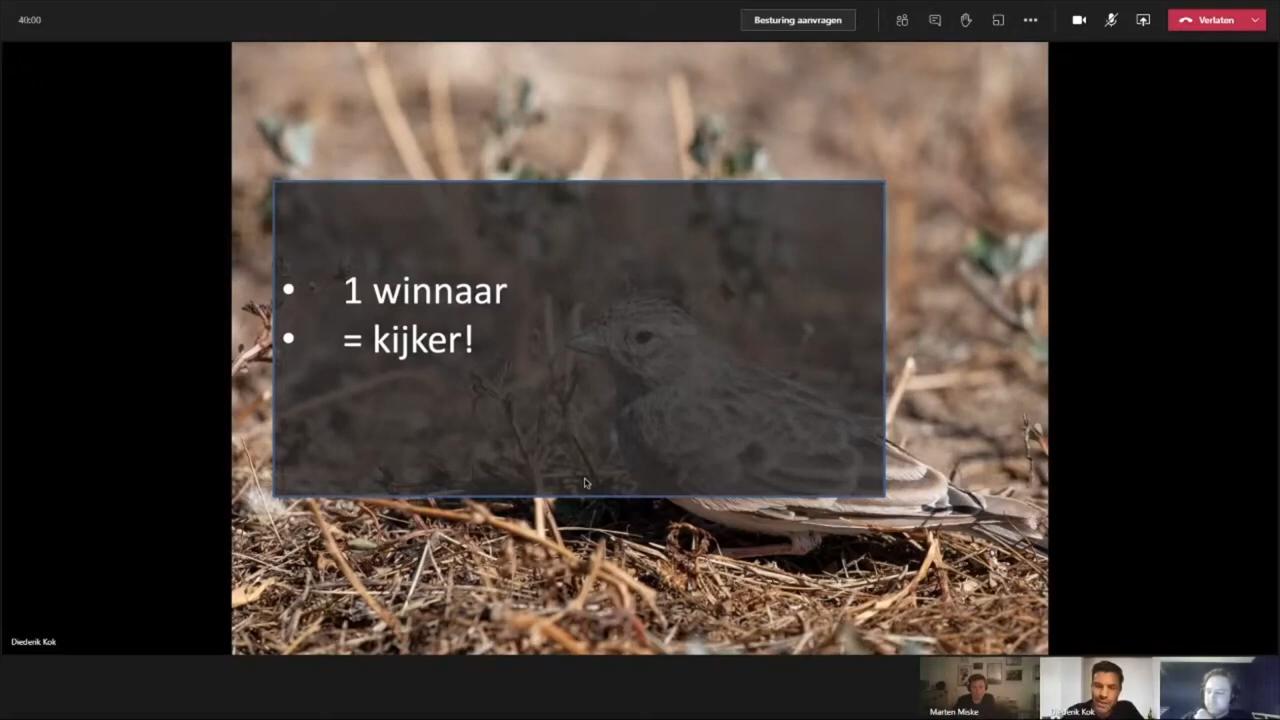 40:00
Besturing aanvragen
Verlaten
• 1 winnaar
• = kijker!
Diederik Kok
Marten Miske
Diederik Kok